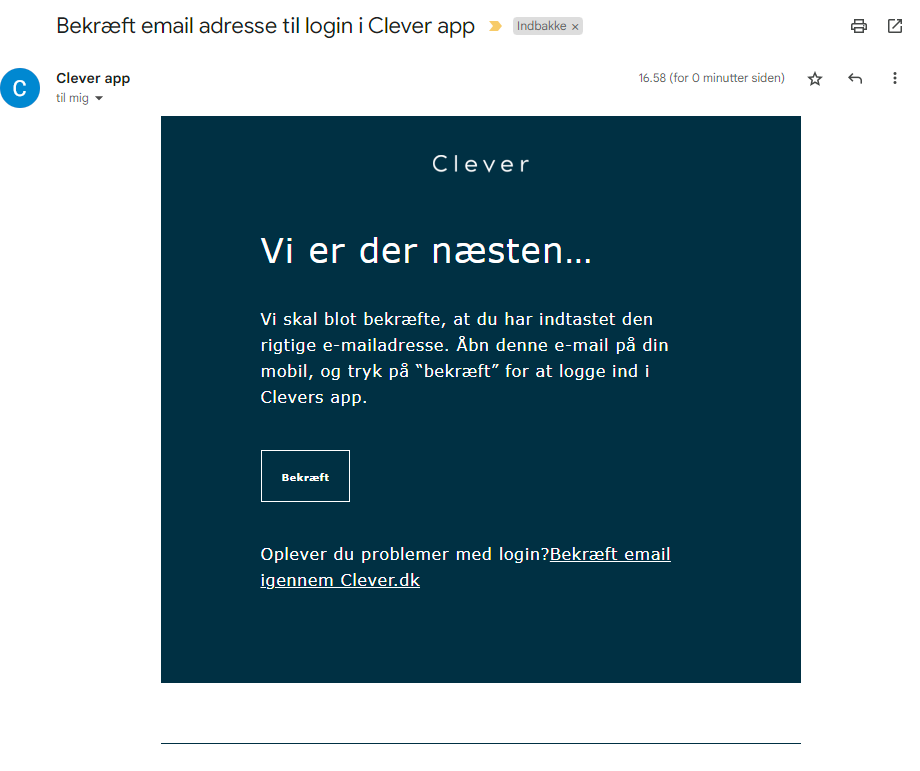 Bekræft email adresse til login i Clever app
Indbakke ×
C
Clever app
16.58 (for 0 minutter siden)
til mig
Clever
Vi er der næsten...
Vi skal blot bekræfte, at du har indtastet den
rigtige e-mailadresse. Åbn denne e-mail på din
mobil, og tryk på “bekræft” for at logge ind i
Clevers app.
Bekræft
Oplever du problemer med login?Bekræft email
igennem Clever.dk